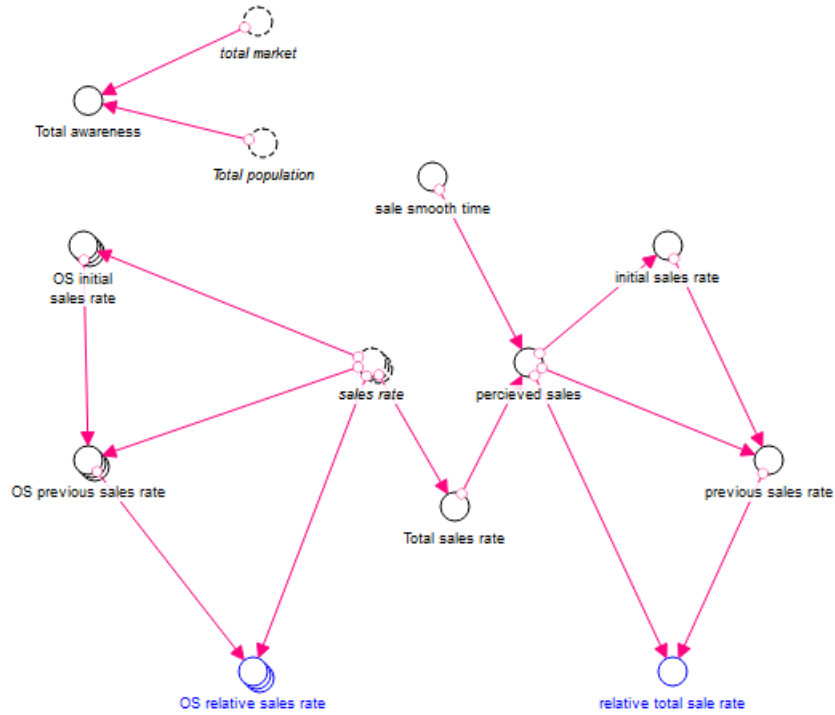 total market
Total awareness
Total population
sale smooth time
OS initial
sales rate
initial sales rate
sales rate
percieved sales
OS previous sales rate
previous sales rate
Total sales rate
OS relative sales rate
relative total sale rate